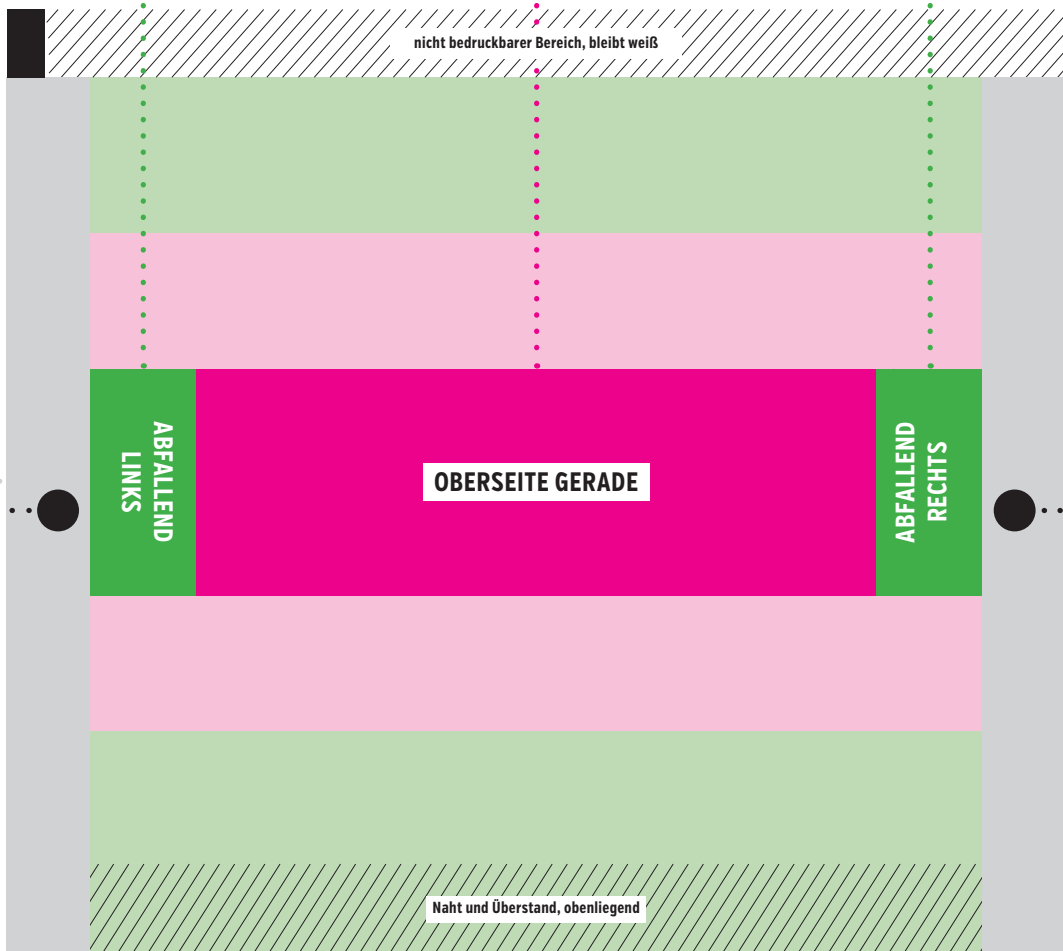 nicht bedruckbarer Bereich, bleibt weiß
ABFALLEND
LINKS
OBERSEITE GERADE
ABFALLEND
RECHTS
Naht und Überstand, obenliegend